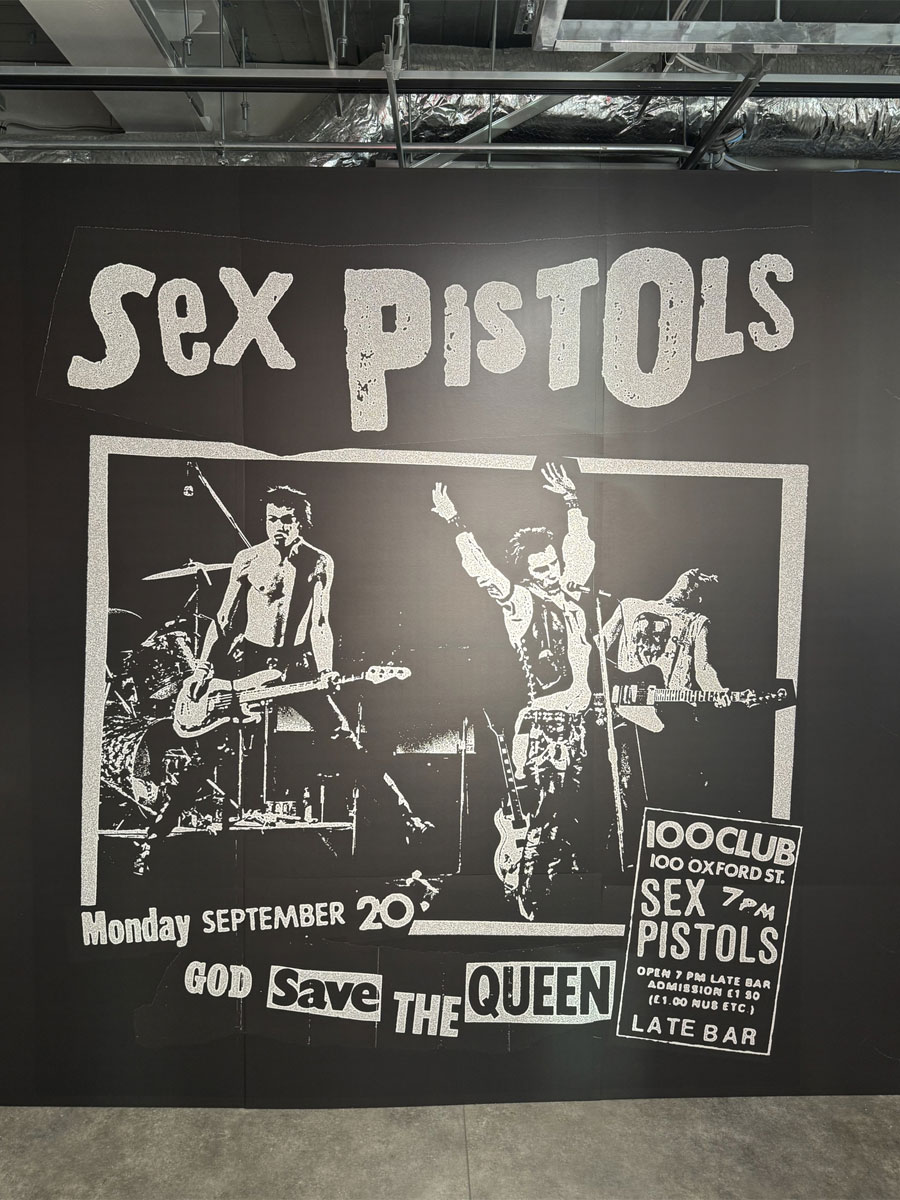 Sex PisTOLS
Monday SEPTEMBER 20
GOD Save THE QUEEN
100 CLUB
100 OXFORD ST.
SEX 7PM
PISTOLS
OPEN 7 PM LATE BAR
ADMISSION £1 50
(£1.00 NUS ETC)
LATE BAR